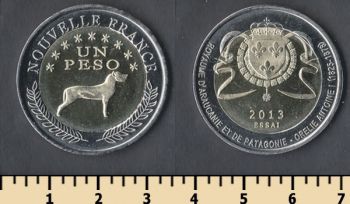 NOUVELLE FRANCE
UN
PESO
2013
ESSAI
ROYAUME D'ARAUCANIE ET DE PATAGONIE - ORELIE ANTOINE I (1825-1878)
1 2 3 4 5 6 7